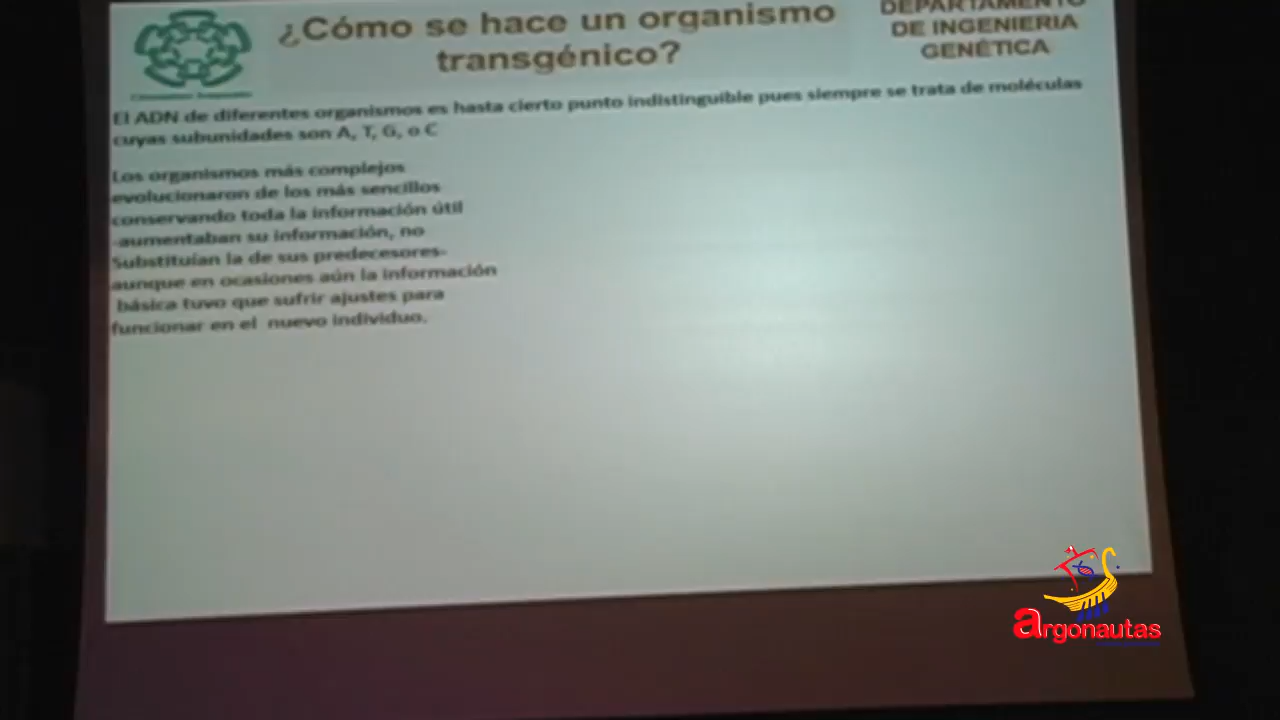 ¿Cómo se hace un organismo
transgénico?
DEPARTAMENTO
DE INGENIERIA
GENÉTICA
El ADN de diferentes organismos es hasta cierto punto indistinguible pues siempre se trata de moléculas
cuyas subunidades son A, T, G, o C
Los organismos más complejos
evolucionaron de los más sencillos
conservando toda la información útil
-aumentaban su información, no
Substituían la de sus predecesores-
aunque en ocasiones aún la información
básica tuvo que sufrir ajustes para
funcionar en el nuevo individuo.
argonautas